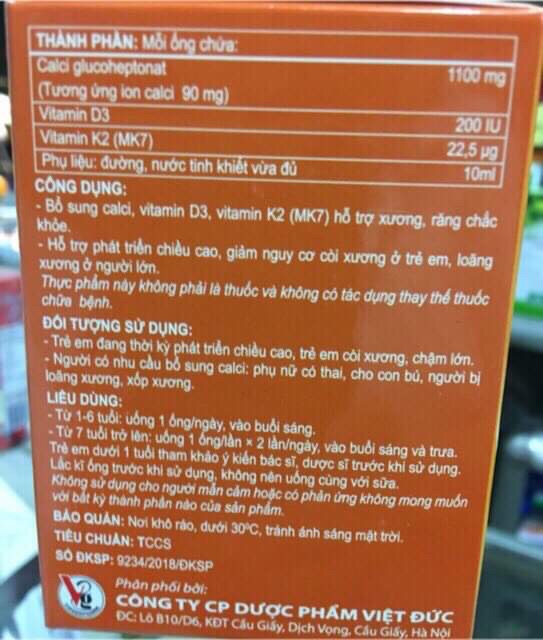 THÀNH PHẦN: Mỗi ống chứa:
Calci glucoheptonat 1100 mg
(Tương ứng ion calci 90 mg)
Vitamin D3 200 IU
Vitamin K2 (MK7) 22,5 µg
Phụ liệu: đường, nước tinh khiết vừa đủ 10ml
CÔNG DỤNG:
- Bổ sung calci, vitamin D3, vitamin K2 (MK7) hỗ trợ xương, răng chắc
khỏe.
- Hỗ trợ phát triển chiều cao, giảm nguy cơ còi xương ở trẻ em, loãng
xương ở người lớn.
Thực phẩm này không phải là thuốc và không có tác dụng thay thế thuốc
chữa bệnh.
ĐỐI TƯỢNG SỬ DỤNG:
- Trẻ em đang thời kỳ phát triển chiều cao, trẻ em còi xương, chậm lớn.
- Người có nhu cầu bổ sung calci: phụ nữ có thai, cho con bú, người bị
loãng xương, xốp xương.
LIỀU DÙNG:
- Từ 1-6 tuổi: uống 1 ống/ngày, vào buổi sáng.
- Từ 7 tuổi trở lên: uống 1 ống/lần × 2 lần/ngày, vào buổi sáng và trưa.
Trẻ em dưới 1 tuổi tham khảo ý kiến bác sĩ, dược sĩ trước khi sử dụng.
Lắc kĩ ống trước khi sử dụng, không nên uống cùng với sữa.
Không sử dụng cho người mẫn cảm hoặc có phản ứng không mong muốn
với bất kỳ thành phần nào của sản phẩm.
BẢO QUẢN: Nơi khô ráo, dưới 30ºC, tránh ánh sáng mặt trời.
TIÊU CHUẨN: TCCS
SỐ ĐKSP: 9234/2018/ĐKSP
Phân phối bởi:
CÔNG TY CP DƯỢC PHẨM VIỆT ĐỨC
ĐC: Lô B10/D6, KĐT Cầu Giấy, Dịch Vọng, Cầu Giấy, Hà Nội